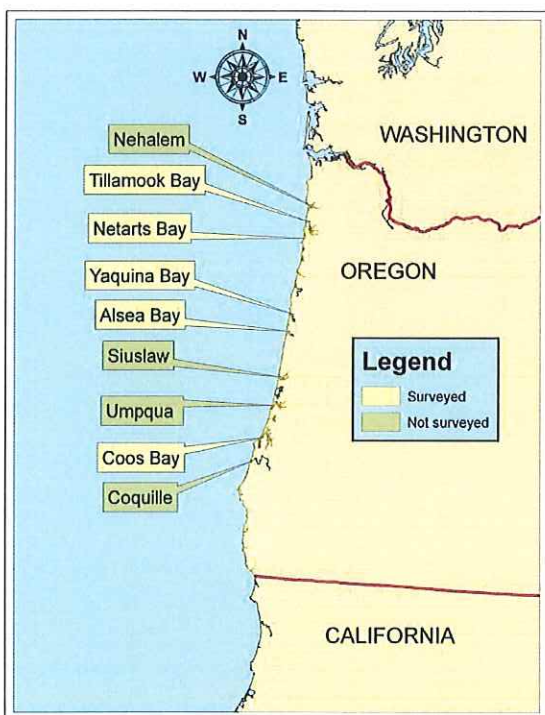 N
W E
S
WASHINGTON
Nehalem
Tillamook Bay
Netarts Bay
OREGON
Yaquina Bay
Alsea Bay
Siuslaw
Legend
Surveyed
Not surveyed
Umpqua
Coos Bay
Coquille
CALIFORNIA